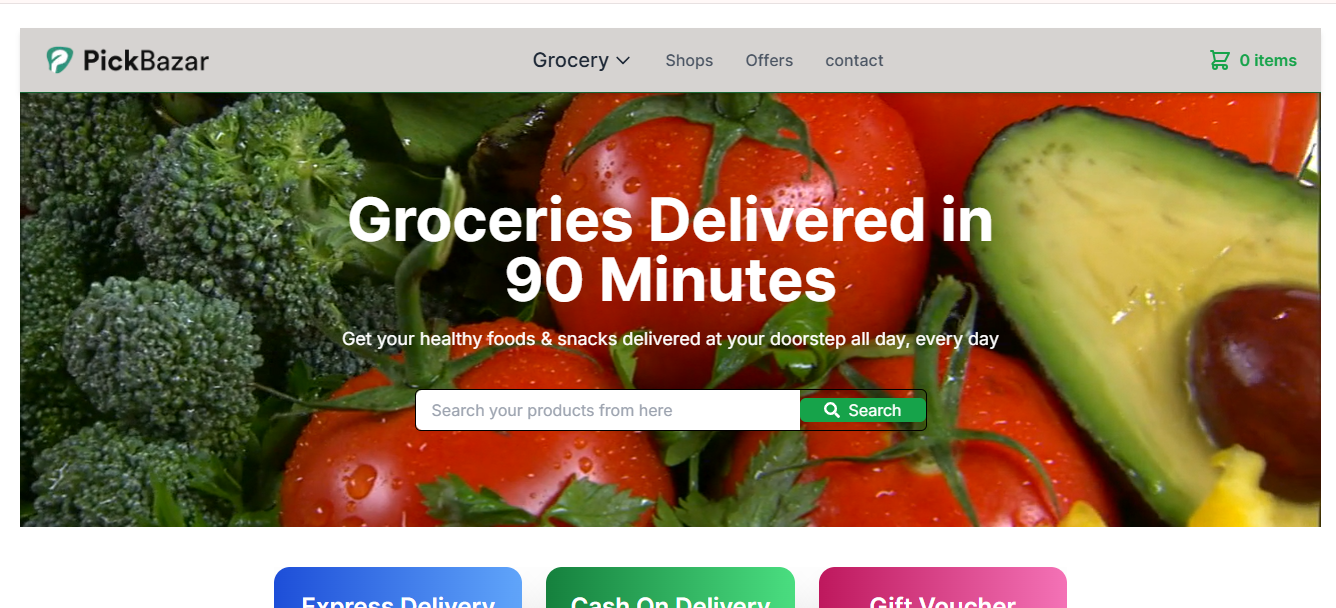 PickBazar
Grocery Shops Offers contact
0 items
Groceries Delivered in
90 Minutes
Get your healthy foods & snacks delivered at your doorstep all day, every day
Search your products from here
Search
Express Delivery
Cash On Delivery
Gift Voucher